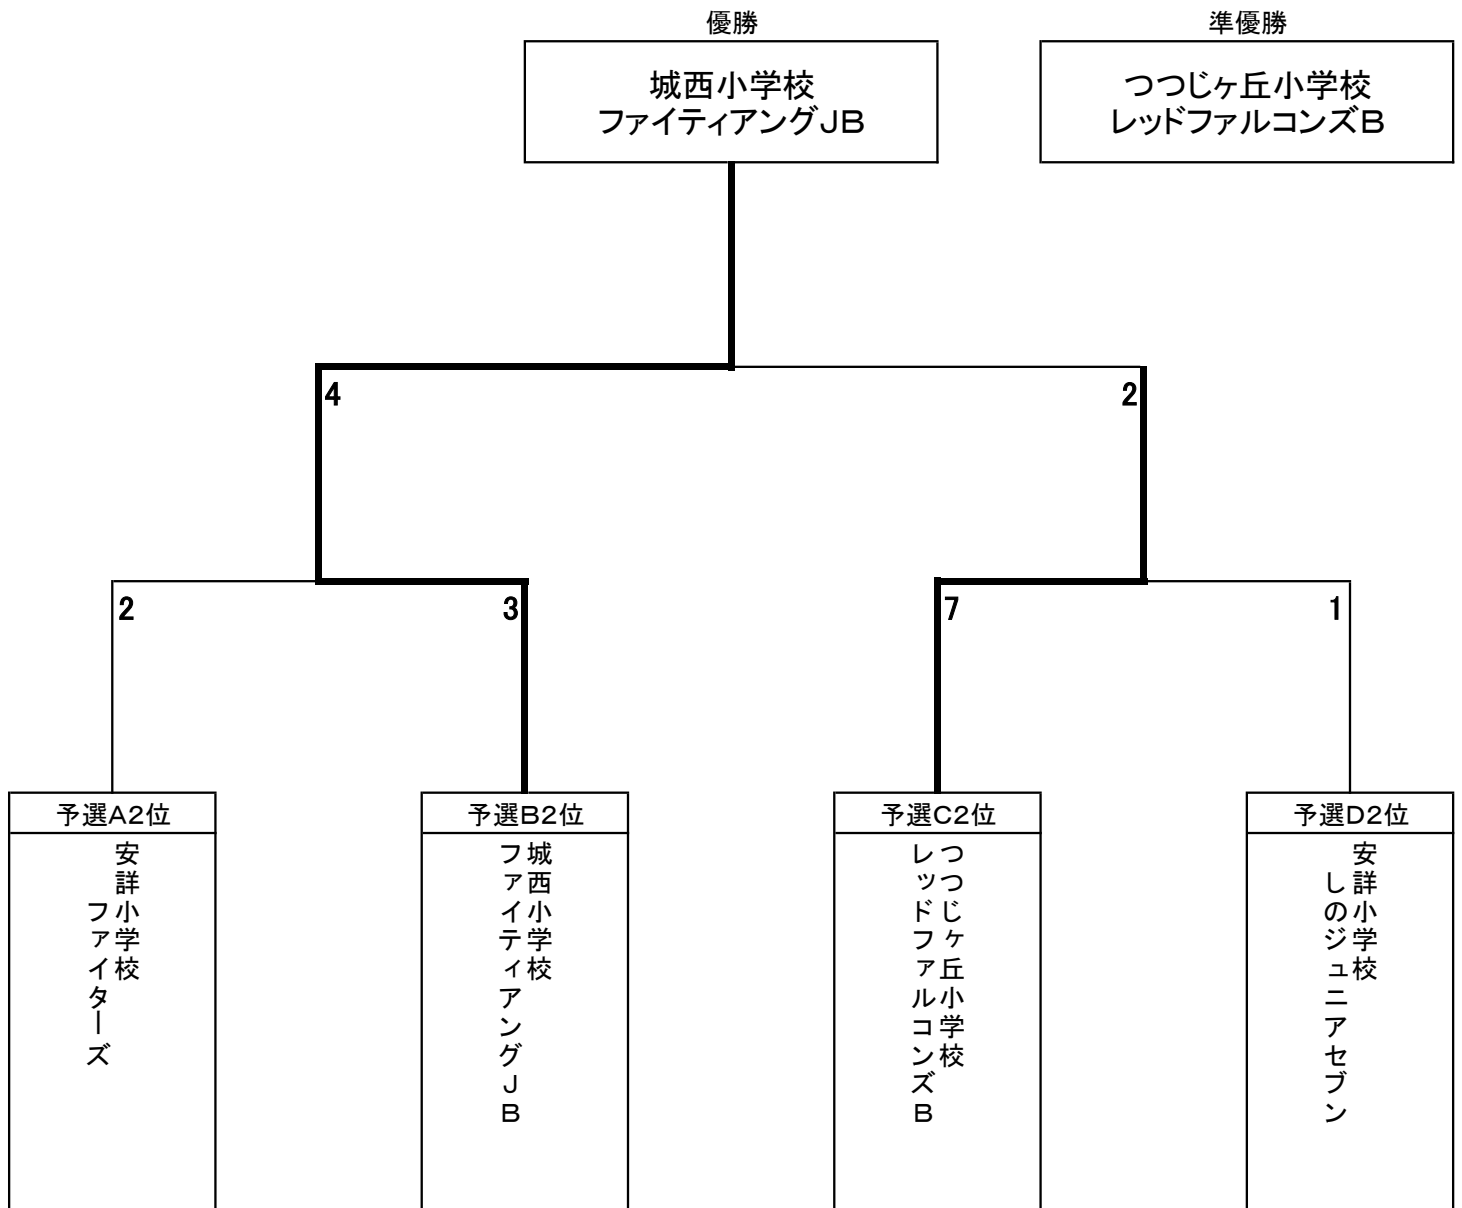 優勝
城西小学校
ファイティアングJB
準優勝
つつじヶ丘小学校
レッドファルコンズB
4
2
2
3
7
1
予選A2位
安詳小学校
ファイターズ
予選B2位
城西小学校
ファイティアングJB
予選C2位
つつじヶ丘小学校
レッドファルコンズB
予選D2位
安詳小学校
しのジュニアセブン